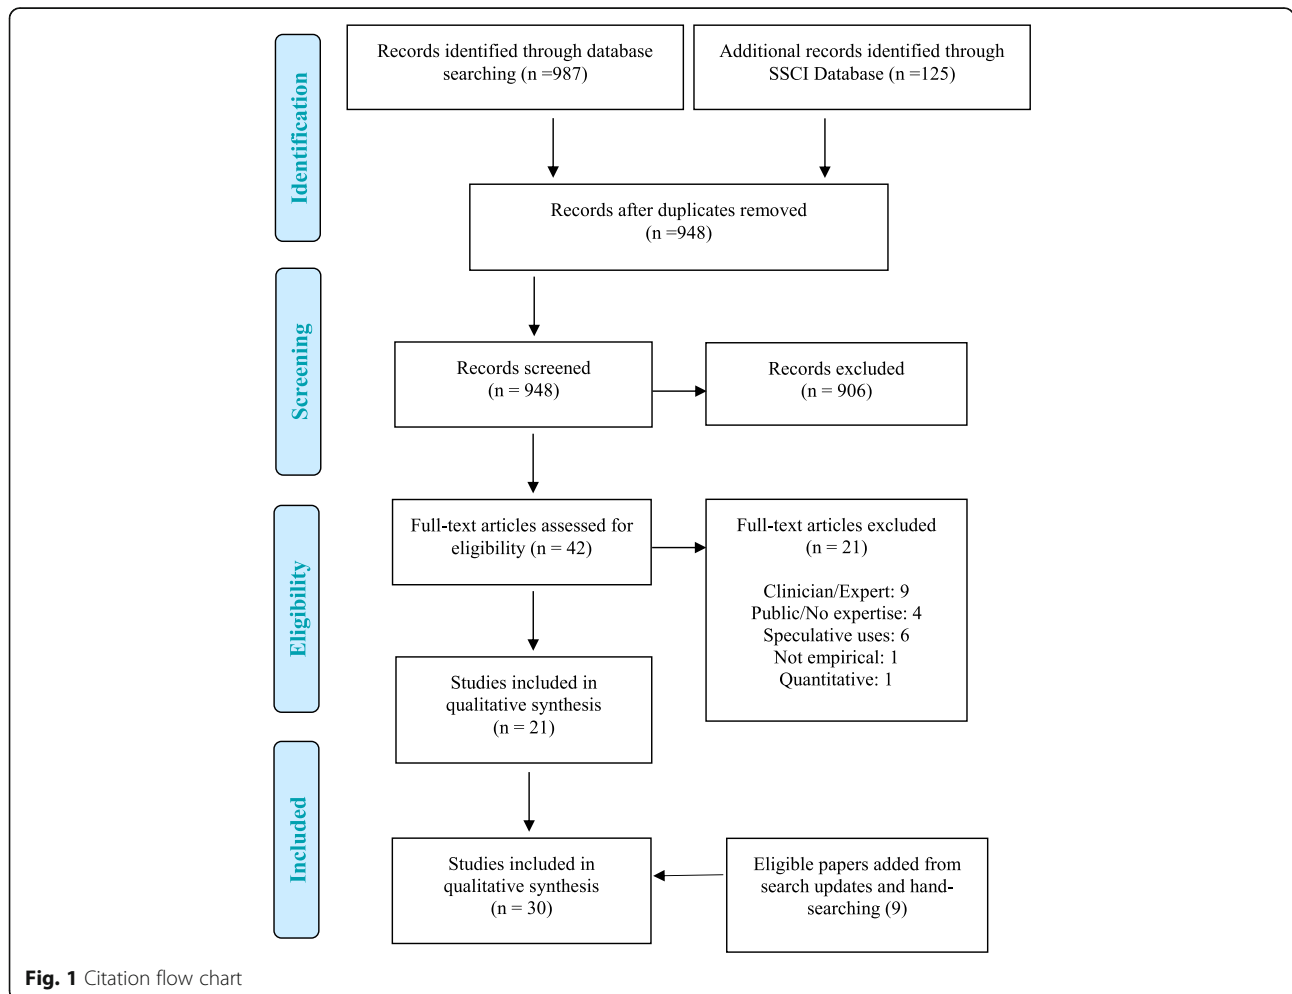 Identification
Records identified through database
searching (n =987)
Additional records identified through
SSCI Database (n =125)
Records after duplicates removed
(n =948)
Screening
Records screened
(n = 948)
Records excluded
(n = 906)
Eligibility
Full-text articles assessed for
eligibility (n = 42)
Full-text articles excluded
(n = 21)
Clinician/Expert: 9
Public/No expertise: 4
Speculative uses: 6
Not empirical: 1
Quantitative: 1
Studies included in
qualitative synthesis
(n = 21)
Included
Studies included in
qualitative synthesis
(n = 30)
Eligible papers added from
search updates and hand-
searching (9)
Fig. 1 Citation flow chart